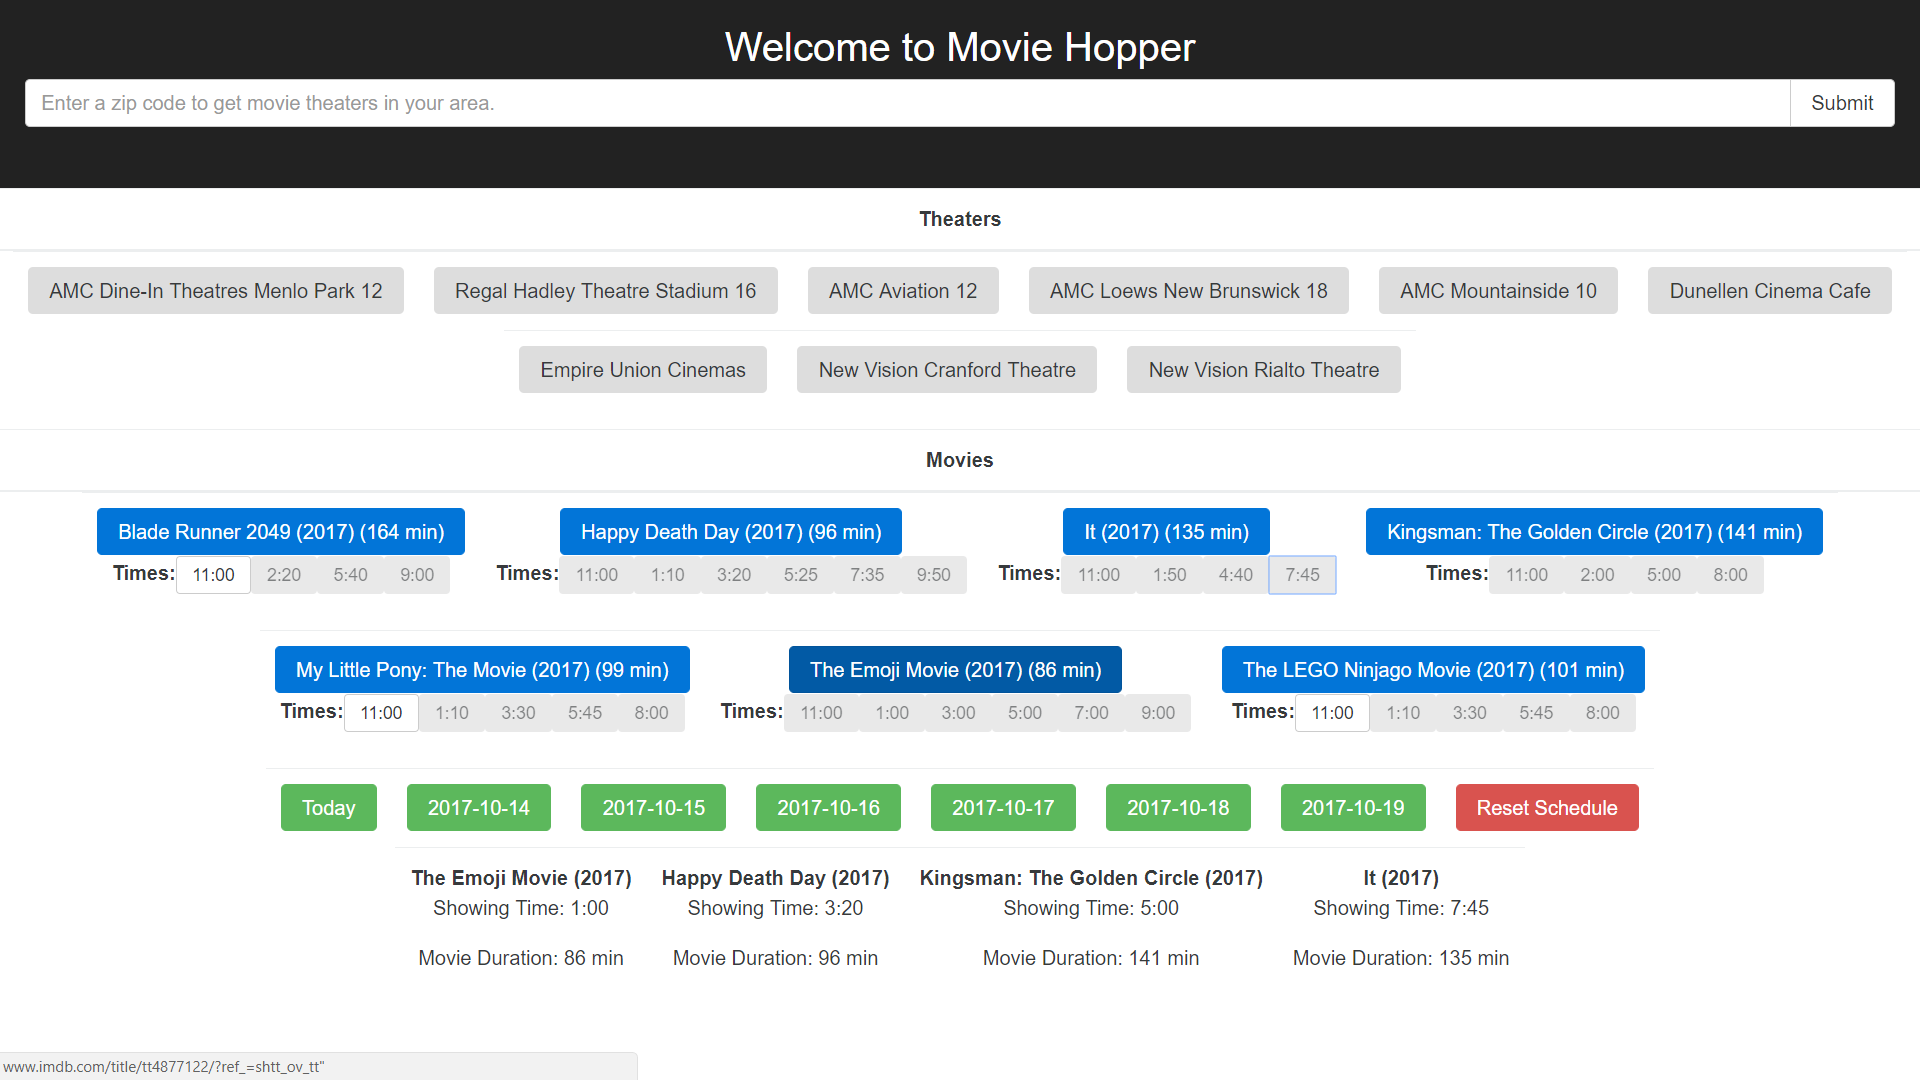 Welcome to Movie Hopper
Enter a zip code to get movie theaters in your area. Submit
Theaters
AMC Dine-In Theatres Menlo Park 12 Regal Hadley Theatre Stadium 16 AMC Aviation 12 AMC Loews New Brunswick 18 AMC Mountainside 10 Dunellen Cinema Cafe
Empire Union Cinemas New Vision Cranford Theatre New Vision Rialto Theatre
Movies
Blade Runner 2049 (2017) (164 min) Happy Death Day (2017) (96 min) It (2017) (135 min) Kingsman: The Golden Circle (2017) (141 min)
Times: 11:00 2:20 5:40 9:00 Times: 11:00 1:10 3:20 5:25 7:35 9:50 Times: 11:00 1:50 4:40 7:45 Times: 11:00 2:00 5:00 8:00
My Little Pony: The Movie (2017) (99 min) The Emoji Movie (2017) (86 min) The LEGO Ninjago Movie (2017) (101 min)
Times: 11:00 1:10 3:30 5:45 8:00 Times: 11:00 1:00 3:00 5:00 7:00 9:00 Times: 11:00 1:10 3:30 5:45 8:00
Today 2017-10-14 2017-10-15 2017-10-16 2017-10-17 2017-10-18 2017-10-19 Reset Schedule
The Emoji Movie (2017) Happy Death Day (2017) Kingsman: The Golden Circle (2017) It (2017)
Showing Time: 1:00 Showing Time: 3:20 Showing Time: 5:00 Showing Time: 7:45
Movie Duration: 86 min Movie Duration: 96 min Movie Duration: 141 min Movie Duration: 135 min
www.imdb.com/title/tt4877122/?ref_=shtt_ov_tt"